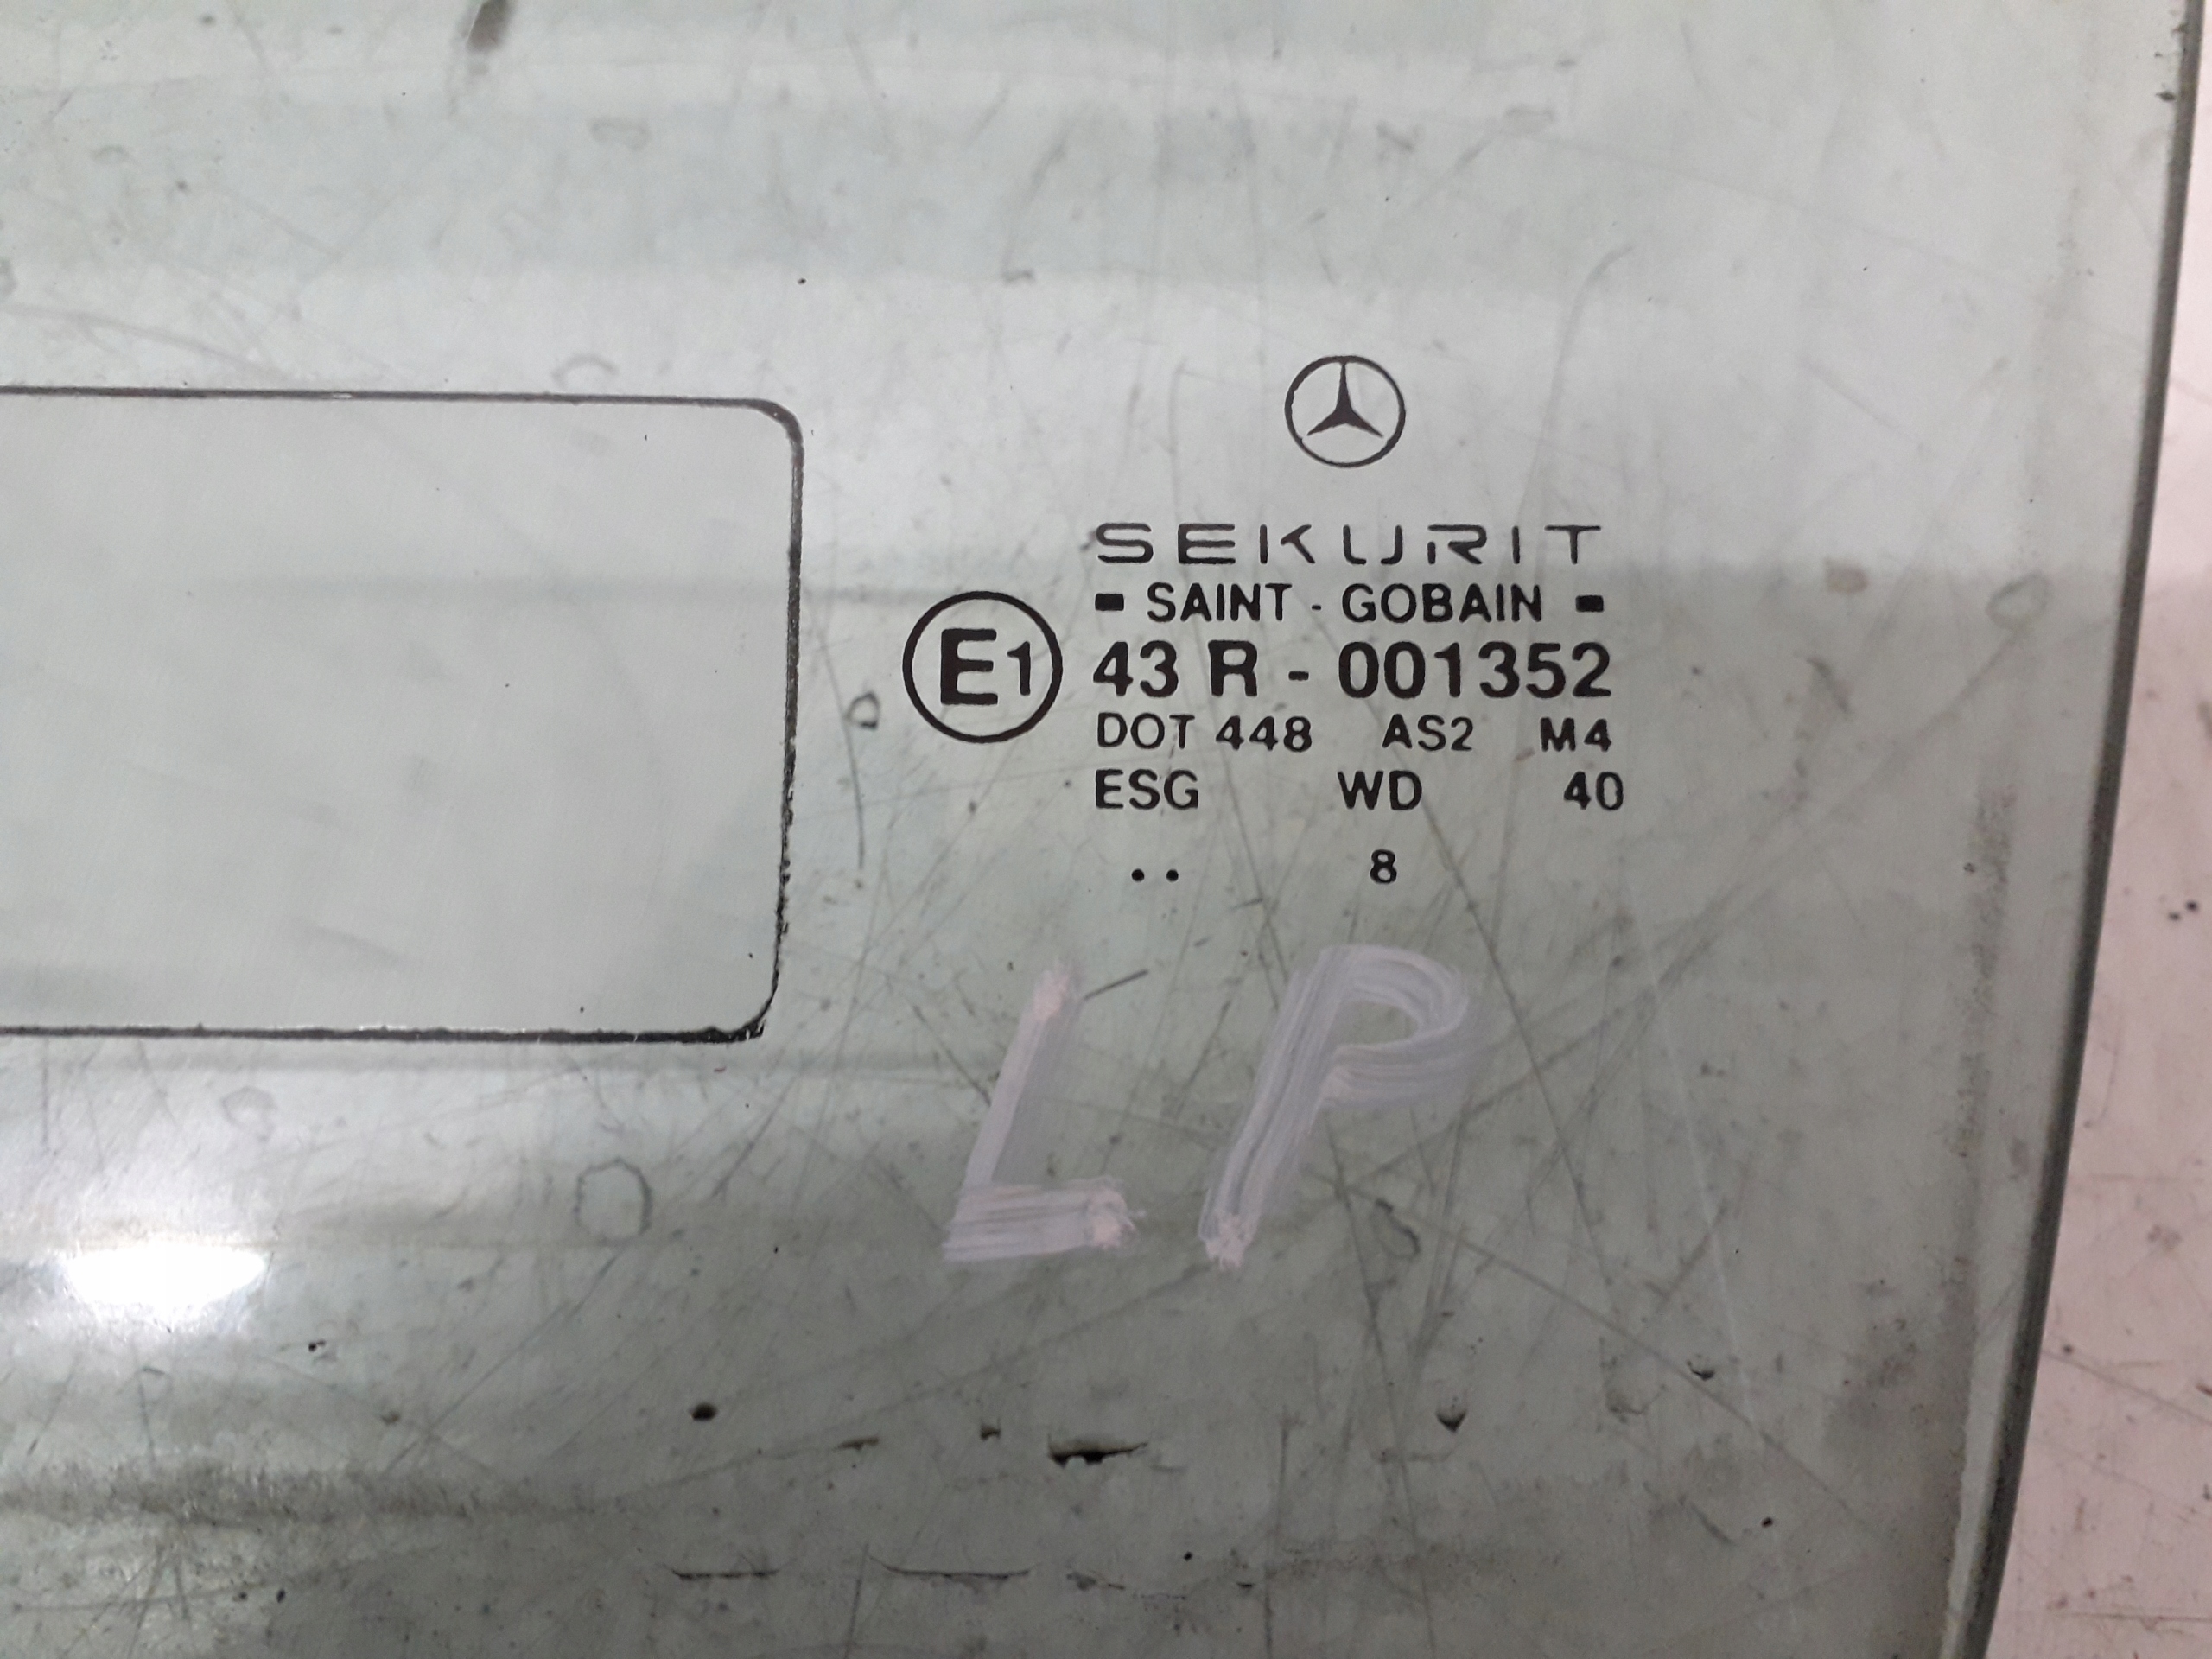 SEKURIT
- SAINT - GOBAIN -
E1 43 R - 001352
DOT 448 AS2 M4
ESG WD 40
.. 8
LP